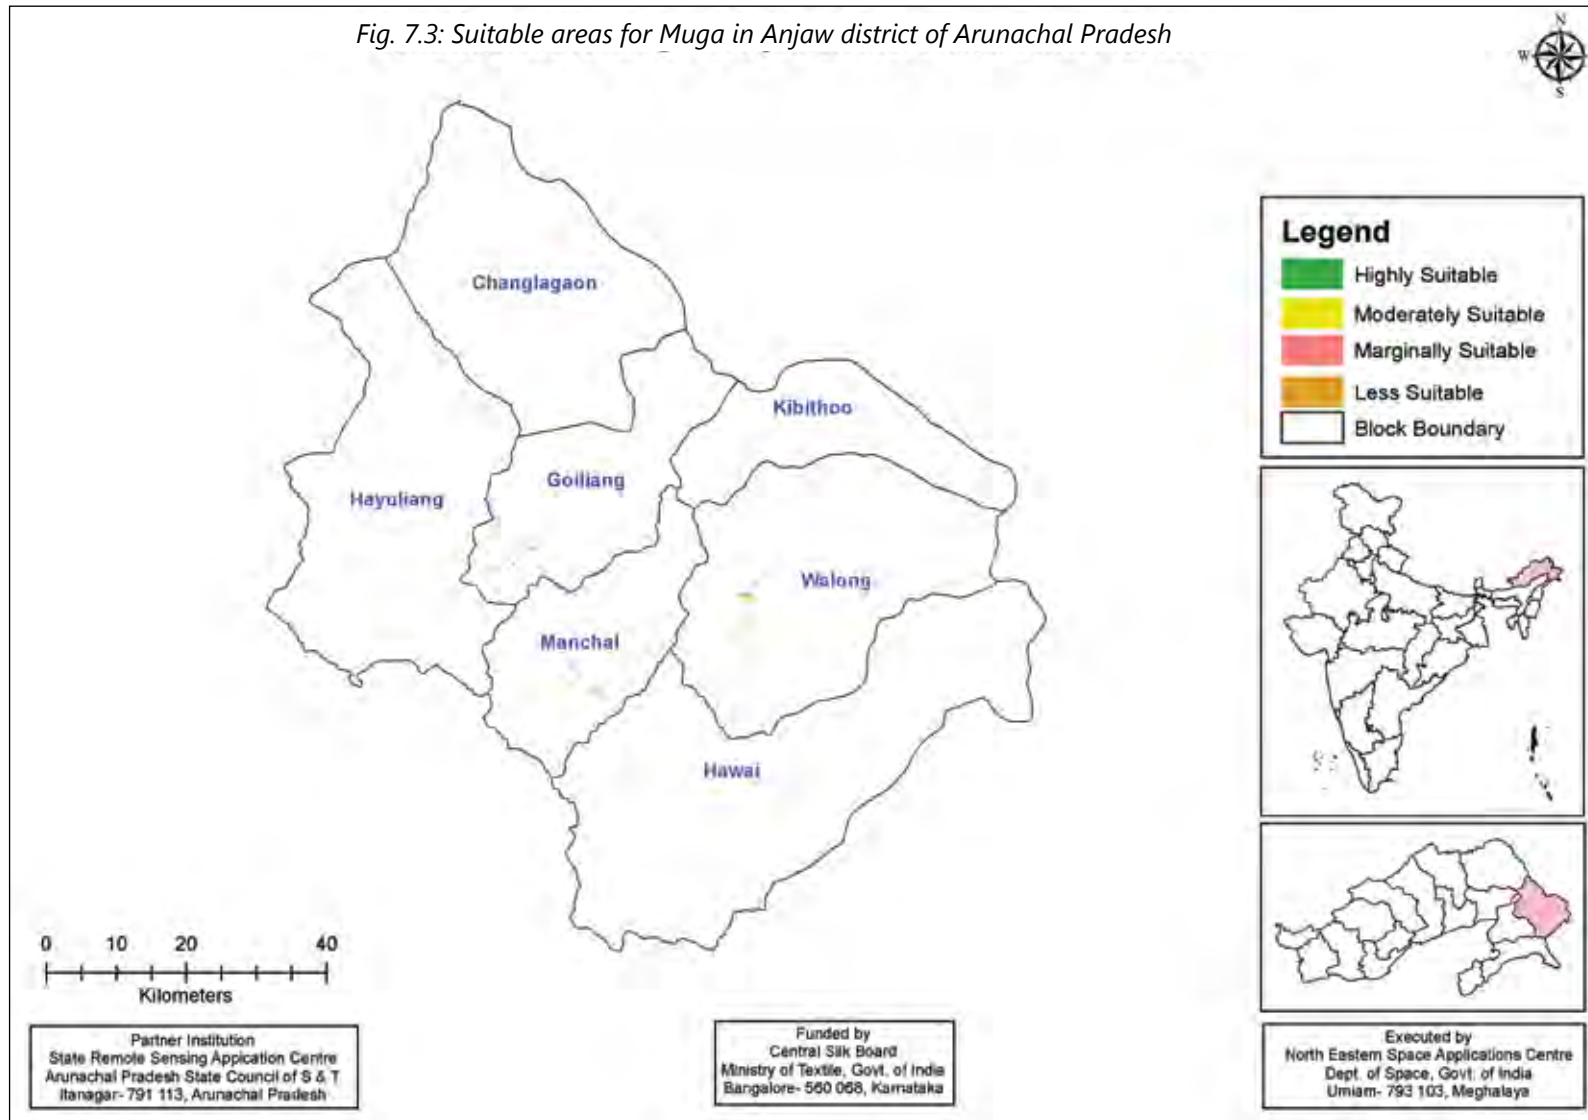 Fig. 7.3: Suitable areas for Muga in Anjaw district of Arunachal Pradesh
N
W
S
Changlagaon
Kibithoo
Goiliang
Hayuliang
Walong
Manchal
Hawai
Legend
Highly Suitable
Moderately Suitable
Marginally Suitable
Less Suitable
Block Boundary
0 10 20 40
Kilometers
Partner Institution
State Remote Sensing Appication Centre
Arunachal Pradesh State Council of S & T
Itanagar- 791 113, Arunachal Pradesh
Funded by
Central Silk Board
Ministry of Textile, Govt. of India
Bangalore- 560 068, Karnataka
Executed by
North Eastern Space Applications Centre
Dept. of Space, Govt. of India
Umiam- 793 103, Meghalaya